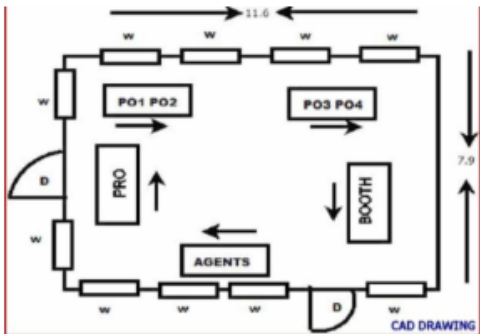 11.6
w w w w
PO1 PO2 PO3 PO4
w
7.9
D PRO BOOTH
w
AGENTS
w w w D w
CAD DRAWING